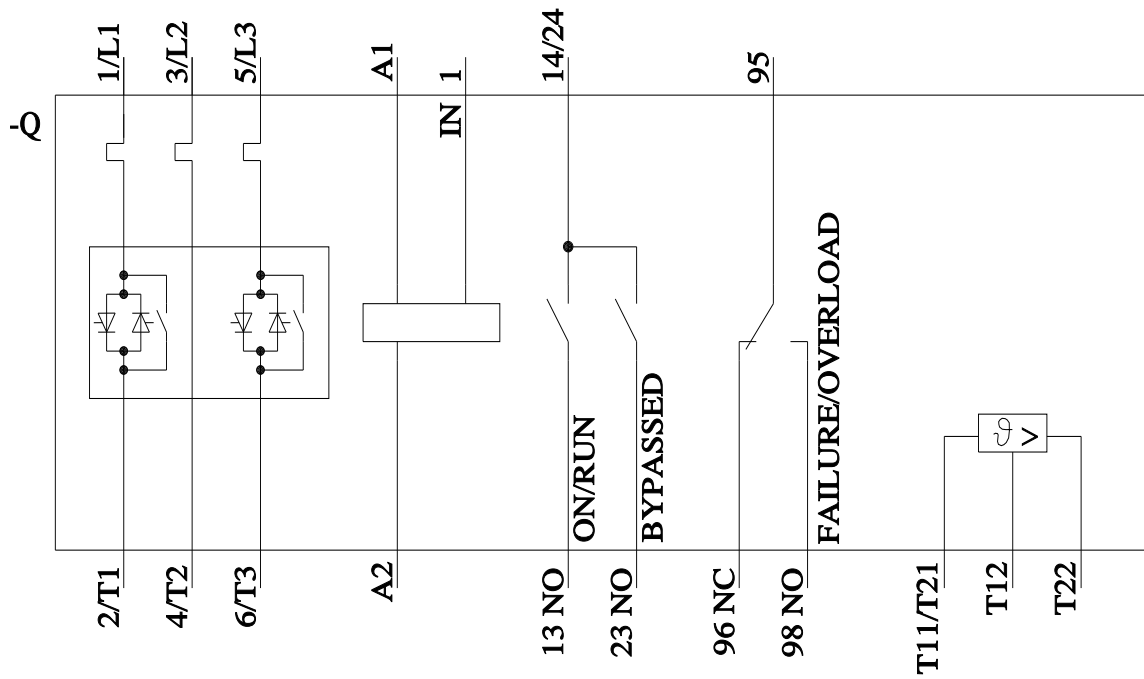 1/L1
3/L2
5/L3
A1
IN 1
14/24
95
-Q
ON/RUN
BYPASSED
FAILURE/OVERLOAD
ϑ >
2/T1
4/T2
6/T3
A2
13 NO
23 NO
96 NC
98 NO
T11/T21
T12
T22